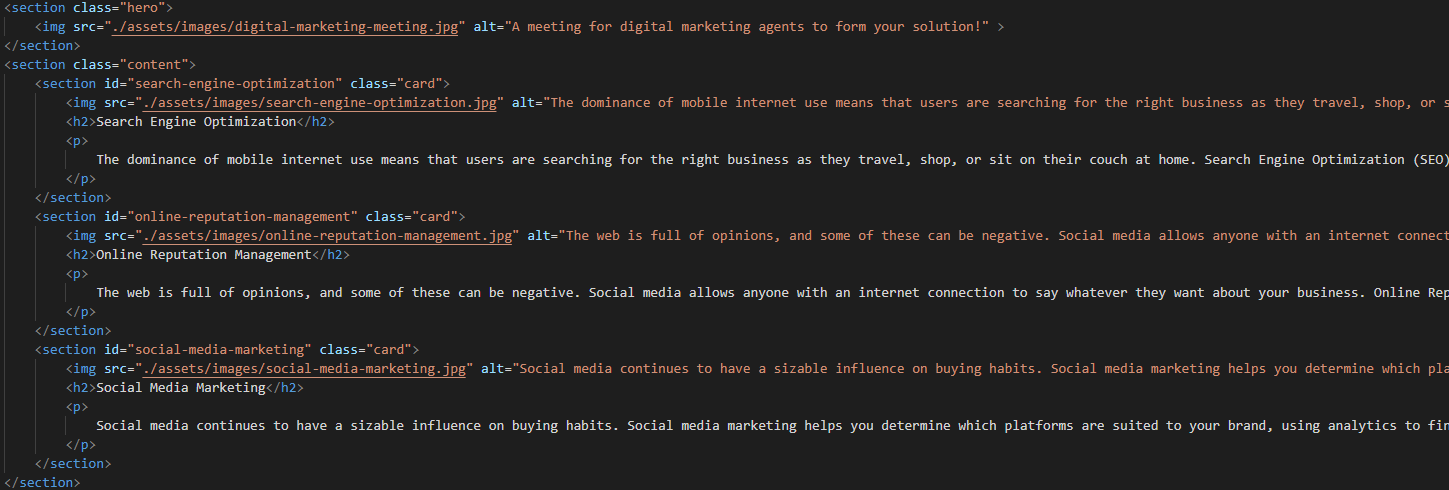 <section class="hero">
<img src="./assets/images/digital-marketing-meeting.jpg" alt="A meeting for digital marketing agents to form your solution!" >
</section>
<section class="content">
<section id="search-engine-optimization" class="card">
<img src="./assets/images/search-engine-optimization.jpg" alt="The dominance of mobile internet use means that users are searching for the right business as they travel, shop, or s
<h2>Search Engine Optimization</h2>
<p>
The dominance of mobile internet use means that users are searching for the right business as they travel, shop, or sit on their couch at home. Search Engine Optimization (SEO)
</p>
</section>
<section id="online-reputation-management" class="card">
<img src="./assets/images/online-reputation-management.jpg" alt="The web is full of opinions, and some of these can be negative. Social media allows anyone with an internet connect
<h2>Online Reputation Management</h2>
<p>
The web is full of opinions, and some of these can be negative. Social media allows anyone with an internet connection to say whatever they want about your business. Online Rep
</p>
</section>
<section id="social-media-marketing" class="card">
<img src="./assets/images/social-media-marketing.jpg" alt="Social media continues to have a sizable influence on buying habits. Social media marketing helps you determine which pla
<h2>Social Media Marketing</h2>
<p>
Social media continues to have a sizable influence on buying habits. Social media marketing helps you determine which platforms are suited to your brand, using analytics to fin
</p>
</section>
</section>